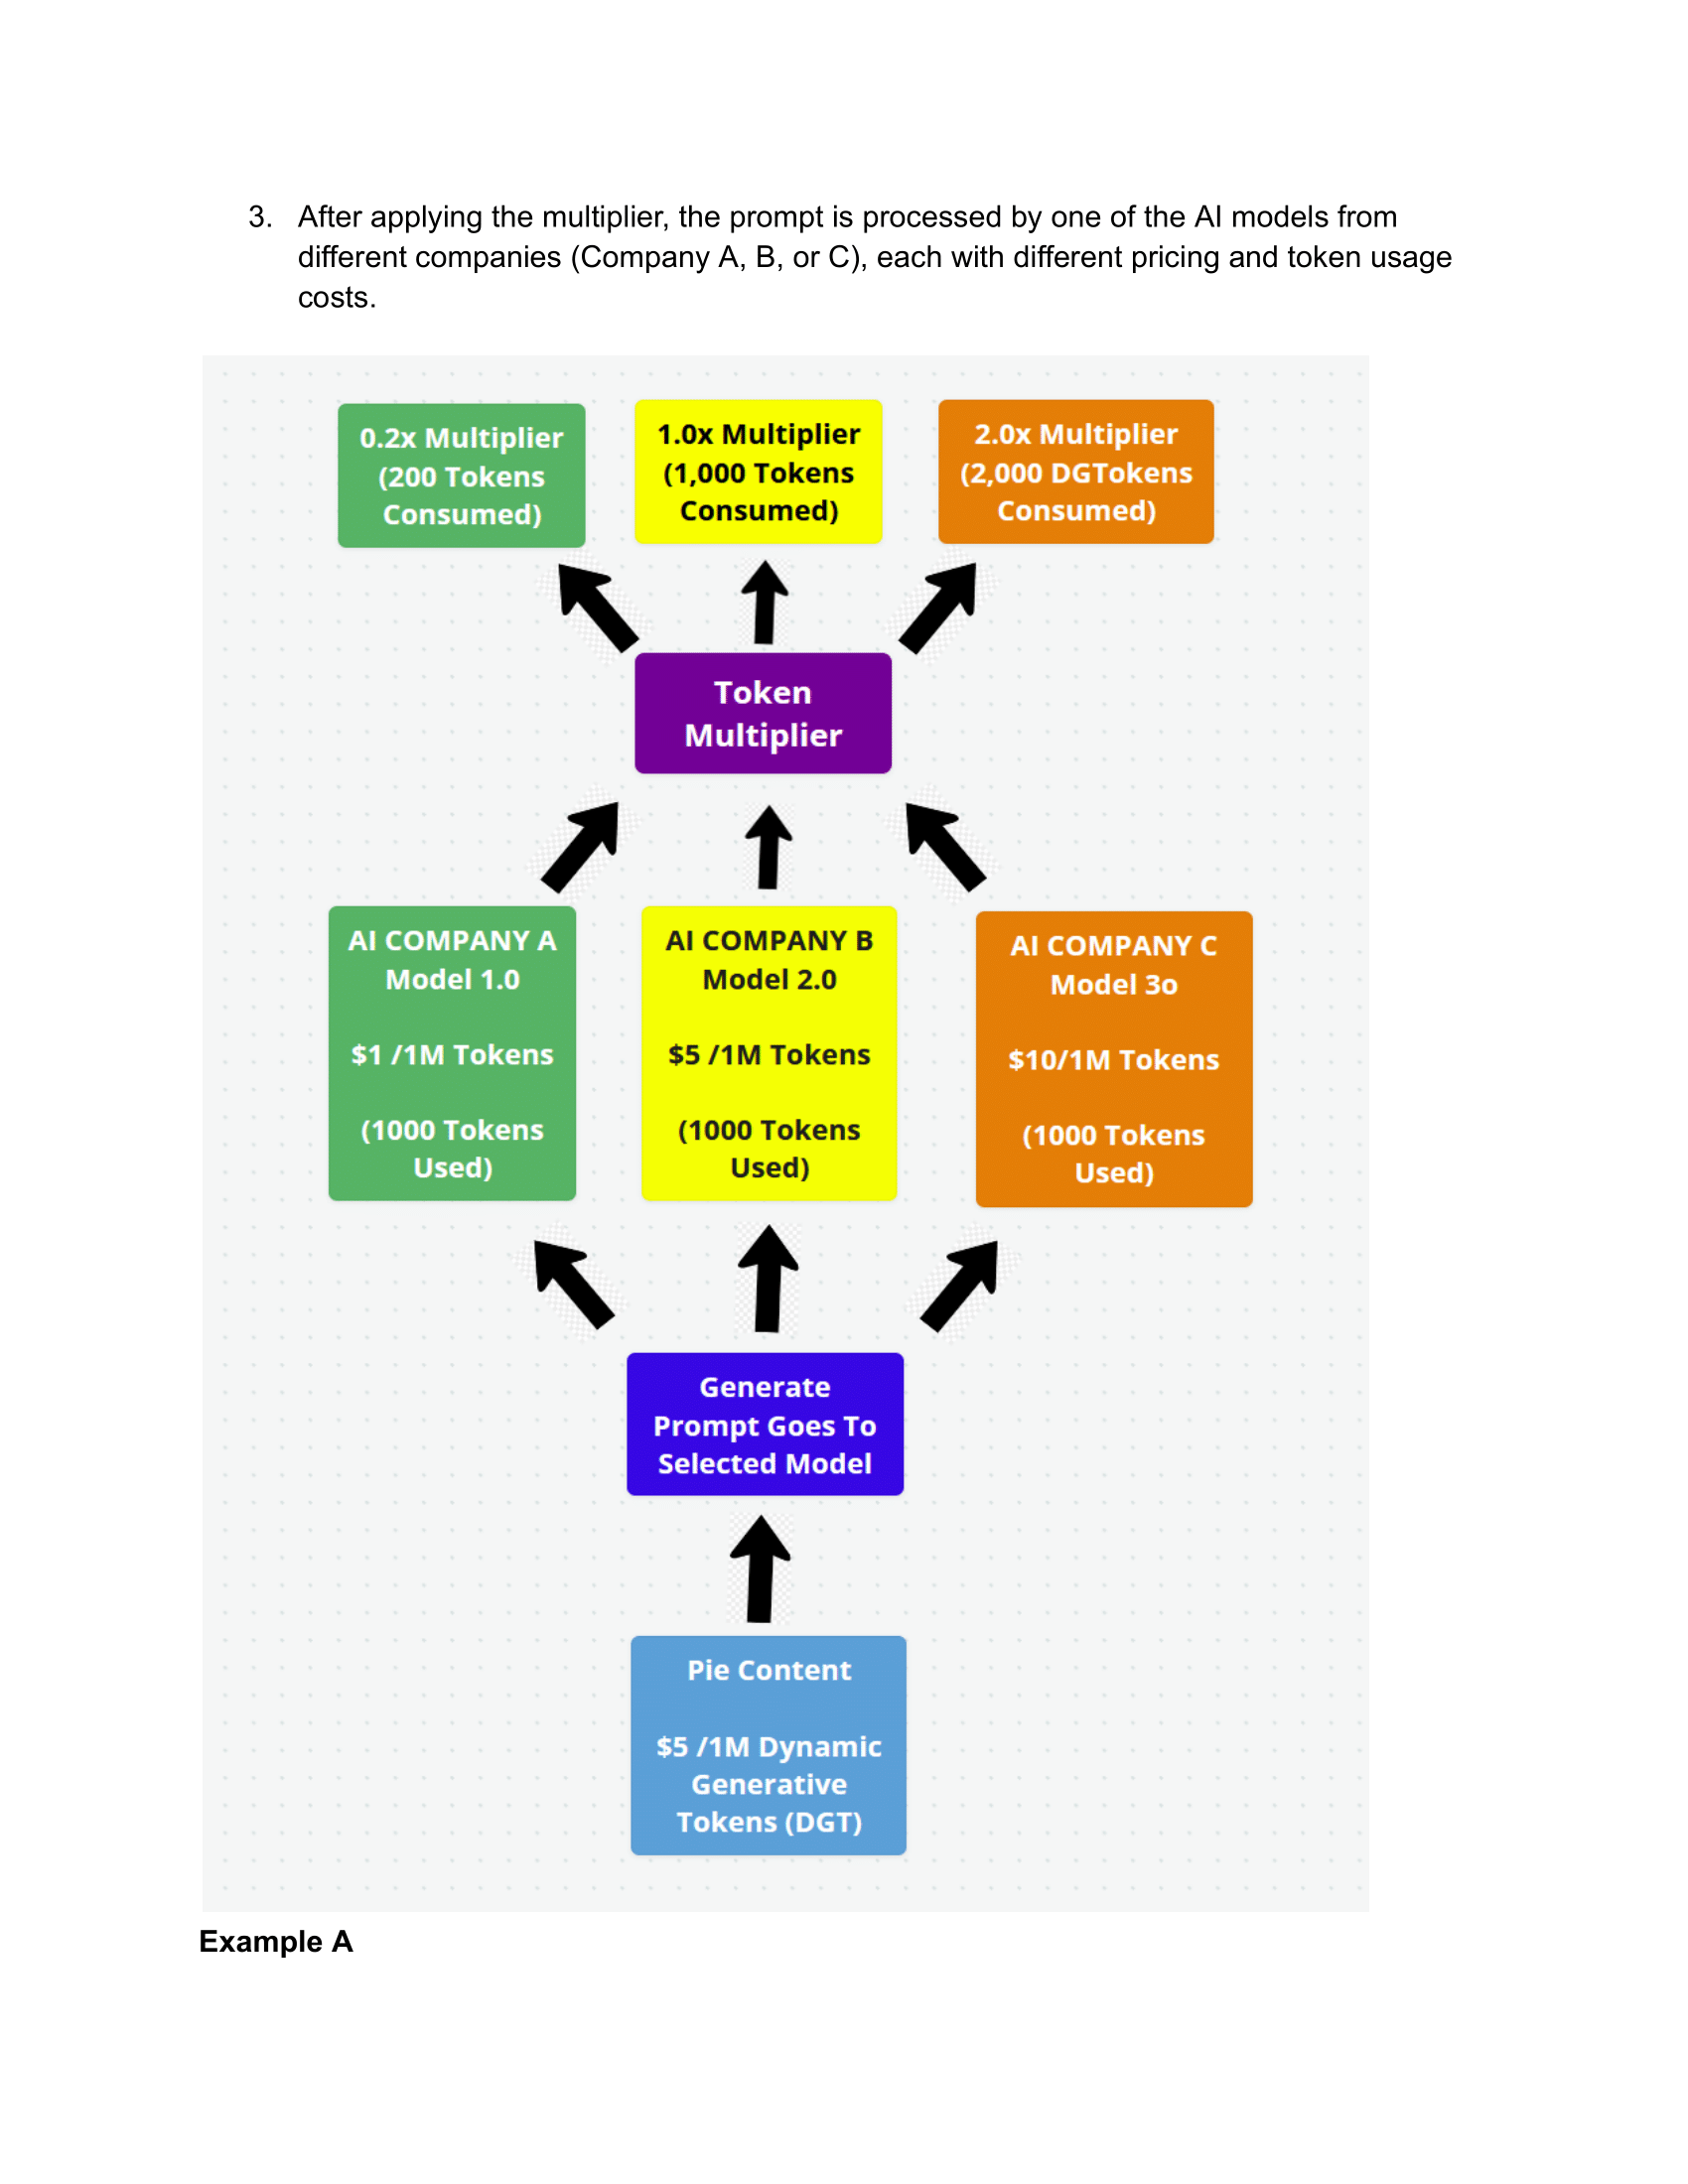 3. After applying the multiplier, the prompt is processed by one of the AI models from
different companies (Company A, B, or C), each with different pricing and token usage
costs.
0.2x Multiplier
(200 Tokens
Consumed)
1.0x Multiplier
(1,000 Tokens
Consumed)
2.0x Multiplier
(2,000 DGTokens
Consumed)
Token
Multiplier
AI COMPANY A
Model 1.0
$1 /1M Tokens
(1000 Tokens
Used)
AI COMPANY B
Model 2.0
$5 /1M Tokens
(1000 Tokens
Used)
AI COMPANY C
Model 3o
$10/1M Tokens
(1000 Tokens
Used)
Generate
Prompt Goes To
Selected Model
Pie Content
$5 /1M Dynamic
Generative
Tokens (DGT)
Example A